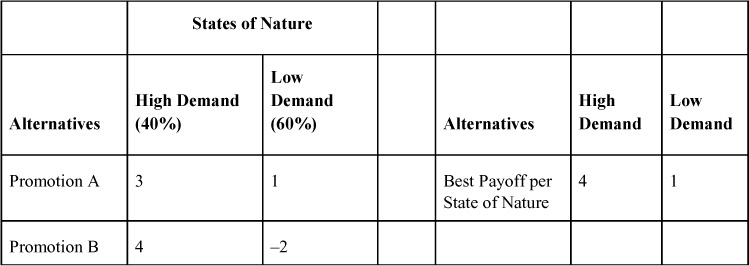 States of Nature
Alternatives High Demand (40%) Low Demand (60%) Alternatives High Demand Low Demand
Promotion A 3 1 Best Payoff per State of Nature 4 1
Promotion B 4 –2